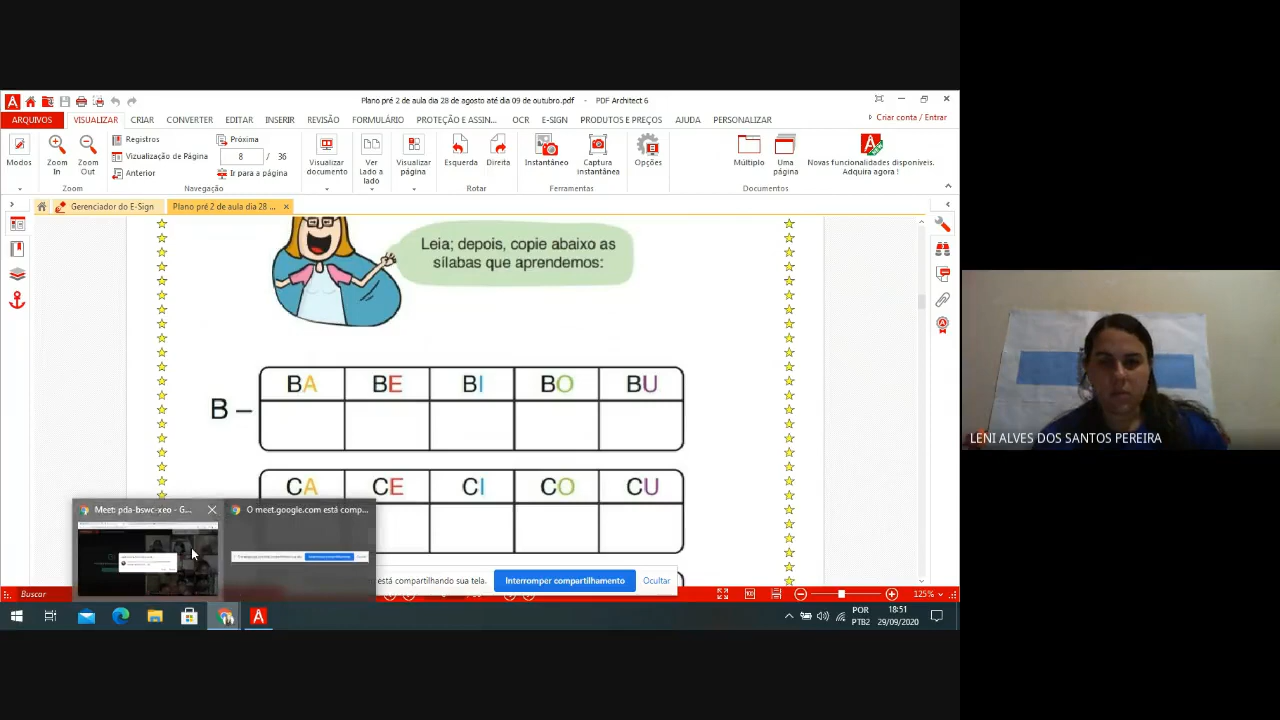 Plano pré 2 de aula dia 28 de agosto até dia 09 de outubro.pdf - PDF Architect 6
ARQUIVOS VISUALIZAR CRIAR CONVERTER EDITAR INSERIR REVISÃO FORMULÁRIO PROTEÇÃO E ASSIN... OCR E-SIGN PRODUTOS E PREÇOS AJUDA PERSONALIZAR Criar conta / Entrar
Modos
Zoom In
Zoom Out
Zoom
Registros
Vizualização de Página
Anterior
Próxima
8 / 36
Ir para a página
Navegação
Visualizar documento
Ver Lado a lado
Visualizar página
Esquerda
Direita
Rotar
Instantâneo
Captura instantânea
Ferramentas
Opções
Múltiplo
Uma página
Documentos
Novas funcionalidades disponíveis.
Adquira agora !
Gerenciador do E-Sign
Plano pré 2 de aula dia 28 ...
Leia; depois, copie abaixo as
sílabas que aprendemos:
BA BE BI BO BU
B –
CA CE CI CO CU
Meet: pda-bswc-xeo - G...
O meet.google.com está comp...
está compartilhando sua tela.
Interromper compartilhamento
Ocultar
Buscar
125%
POR
PTB2
18:51
29/09/2020
LENI ALVES DOS SANTOS PEREIRA